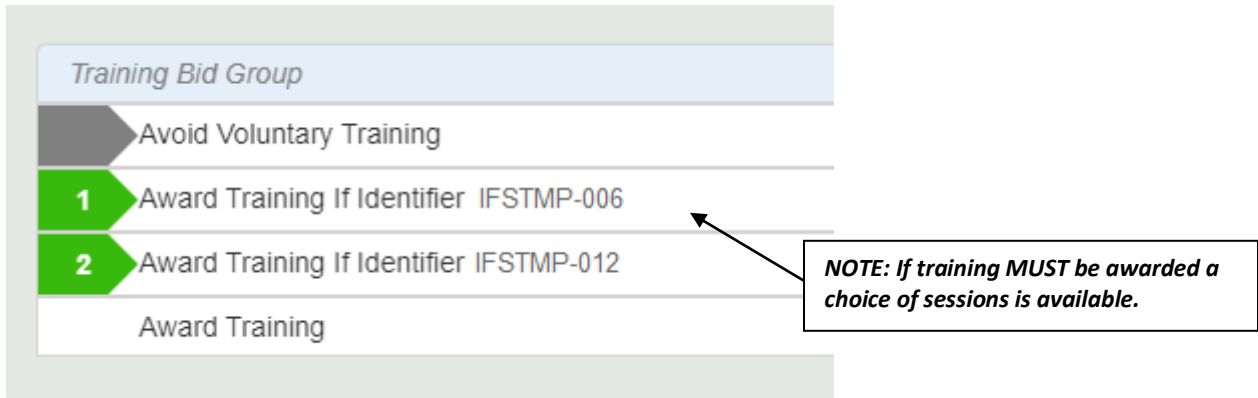 Training Bid Group
Avoid Voluntary Training
1 Award Training If Identifier IFSTMP-006
2 Award Training If Identifier IFSTMP-012
Award Training
NOTE: If training MUST be awarded a
choice of sessions is available.